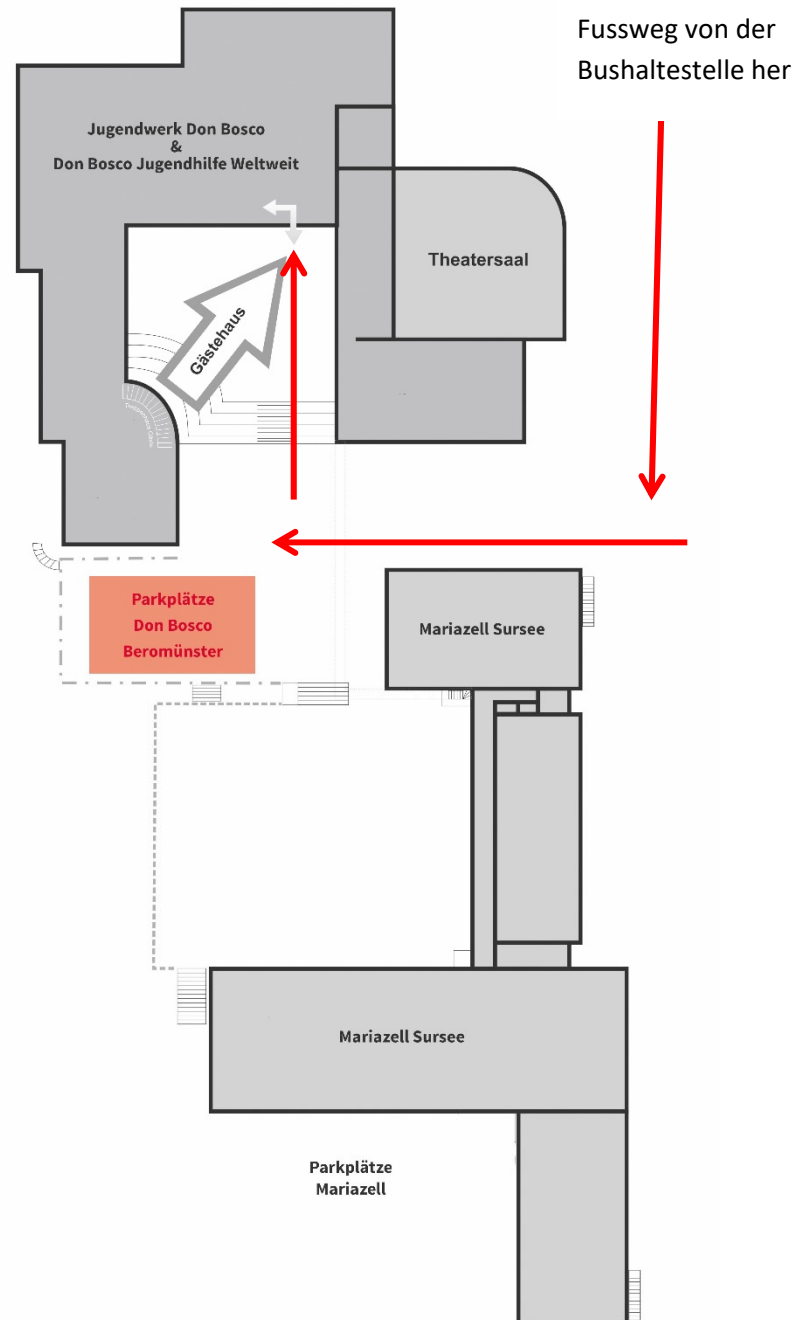 Fussweg von der
Bushaltestelle her
Jugendwerk Don Bosco
&
Don Bosco Jugendhilfe Weltweit
Theatersaal
Gästehaus
Parkplätze
Don Bosco
Beromünster
Mariazell Sursee
Mariazell Sursee
Parkplätze
Mariazell